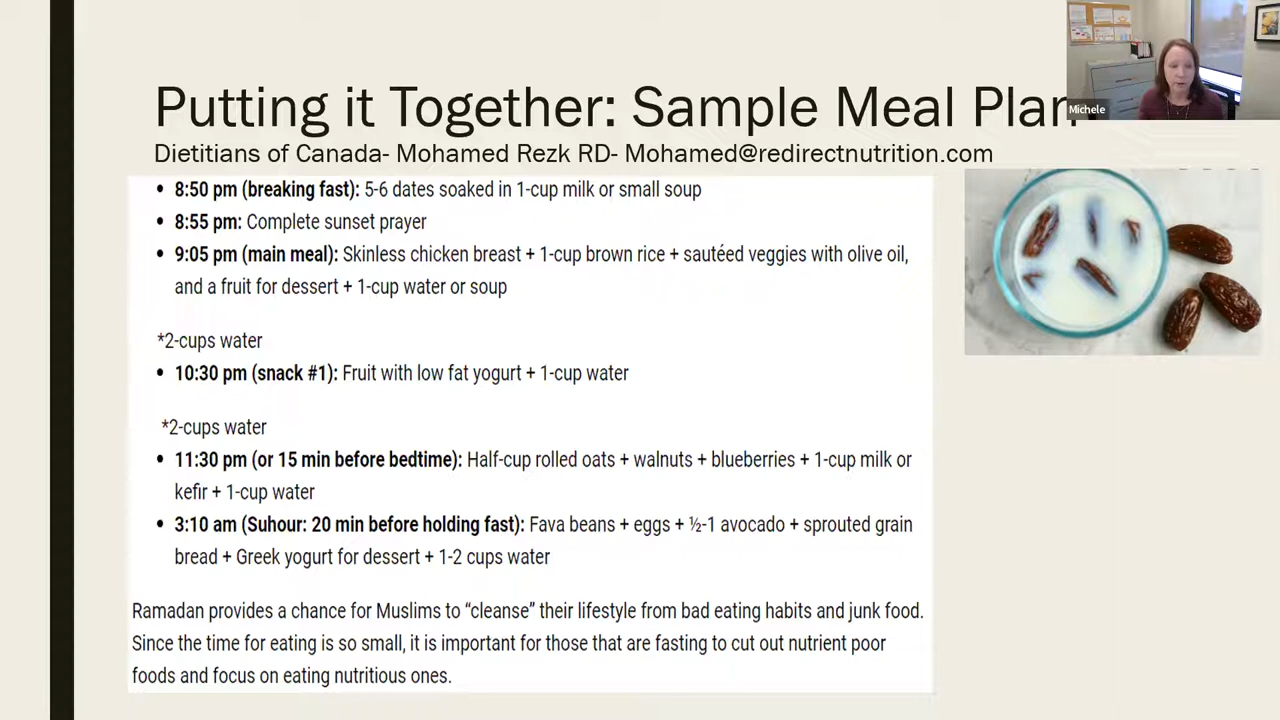 Putting it Together: Sample Meal Plan
Michele
Dietitians of Canada- Mohamed Rezk RD- Mohamed@redirectnutrition.com
• 8:50 pm (breaking fast): 5-6 dates soaked in 1-cup milk or small soup
• 8:55 pm: Complete sunset prayer
• 9:05 pm (main meal): Skinless chicken breast + 1-cup brown rice + sautéed veggies with olive oil,
and a fruit for dessert + 1-cup water or soup
*2-cups water
• 10:30 pm (snack #1): Fruit with low fat yogurt + 1-cup water
*2-cups water
• 11:30 pm (or 15 min before bedtime): Half-cup rolled oats + walnuts + blueberries + 1-cup milk or
kefir + 1-cup water
• 3:10 am (Suhour: 20 min before holding fast): Fava beans + eggs + ½-1 avocado + sprouted grain
bread + Greek yogurt for dessert + 1-2 cups water
Ramadan provides a chance for Muslims to “cleanse” their lifestyle from bad eating habits and junk food.
Since the time for eating is so small, it is important for those that are fasting to cut out nutrient poor
foods and focus on eating nutritious ones.